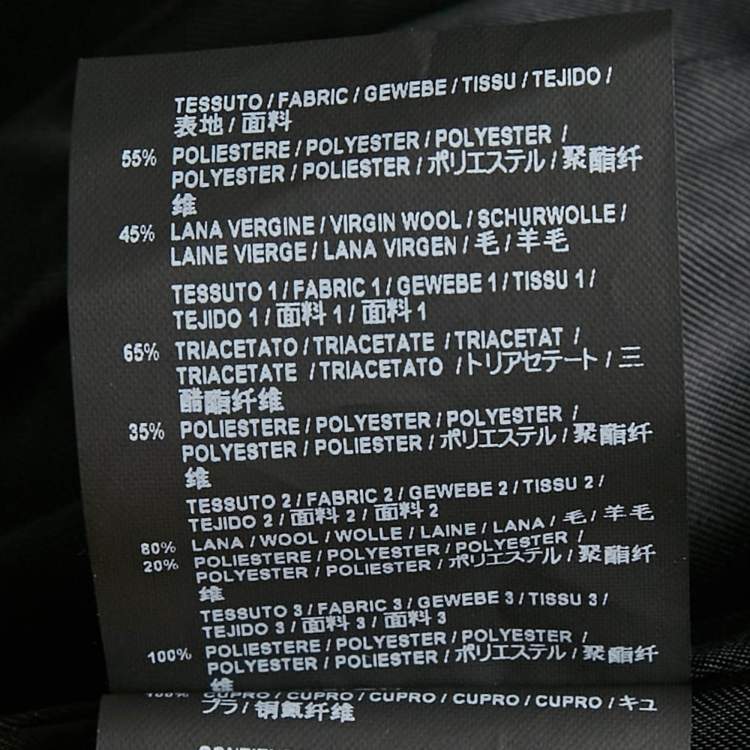 TESSUTO / FABRIC / GEWEBE / TISSU / TEJIDO /
表地 / 面料
55% POLIESTERE / POLYESTER / POLYESTER /
POLYESTER / POLIESTER / ポリエステル / 聚酯纤
维
45% LANA VERGINE / VIRGIN WOOL / SCHURWOLLE /
LAINE VIERGE / LANA VIRGEN / 毛 / 羊毛
TESSUTO 1 / FABRIC 1 / GEWEBE 1 / TISSU 1 /
TEJIDO 1 / 面料 1 / 面料 1
65% TRIACETATO / TRIACETATE / TRIACETAT /
TRIACETATE / TRIACETATO / トリアセテート / 三
醋酯纤维
35% POLIESTERE / POLYESTER / POLYESTER /
POLYESTER / POLIESTER / ポリエステル / 聚酯纤
维
TESSUTO 2 / FABRIC 2 / GEWEBE 2 / TISSU 2 /
TEJIDO 2 / 面料 2 / 面料 2
80% LANA / WOOL / WOLLE / LAINE / LANA / 毛 / 羊毛
20% POLIESTERE / POLYESTER / POLYESTER /
POLYESTER / POLIESTER / ポリエステル / 聚酯纤
维
TESSUTO 3 / FABRIC 3 / GEWEBE 3 / TISSU 3 /
TEJIDO 3 / 面料 3 / 面料 3
100% POLIESTERE / POLYESTER / POLYESTER /
POLYESTER / POLIESTER / ポリエステル / 聚酯纤
维
100% CUPRO / CUPRO / CUPRO / CUPRO / CUPRO / キュ
プラ / 铜氨纤维